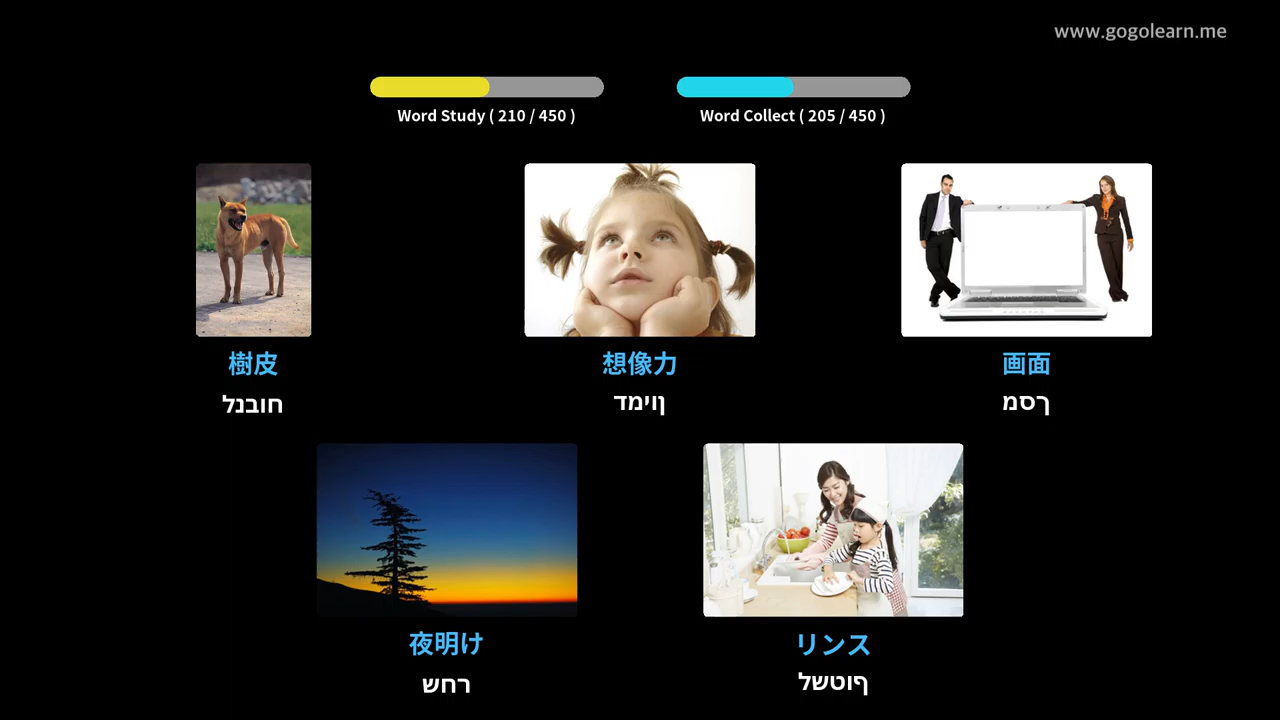 www.gogolearn.me
Word Study ( 210 / 450 )
Word Collect ( 205 / 450 )
樹皮
חובנל
想像力
ןוימד
画面
ךסמ
夜明け
רחש
リンス
ףוטשל